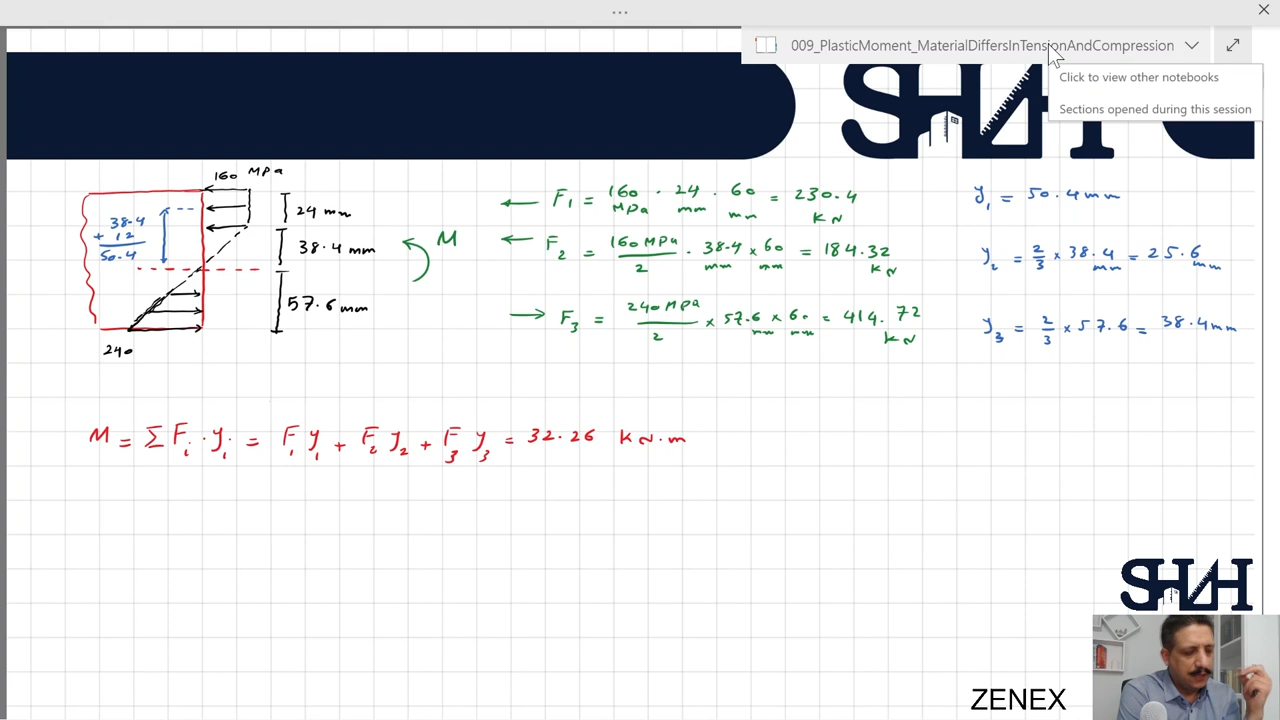 009_PlasticMoment_MaterialDiffersInTensionAndCompression
Click to view other notebooks
Sections opened during this session
SHLH
160 MPa
24 mm
38.4 mm
57.6 mm
240
38.4
+ 12
50.4
M
F1 = 160 MPa · 24 mm · 60 mm = 230.4 kN
F2 = 160 MPa / 2 · 38.4 mm × 60 mm = 184.32 kN
F3 = 240 MPa / 2 × 57.6 mm × 60 mm = 414.72 kN
y1 = 50.4 mm
y2 = 2/3 × 38.4 mm = 25.6 mm
y3 = 2/3 × 57.6 = 38.4 mm
M = Σ Fi · yi = F1 y1 + F2 y2 + F3 y3 = 32.26 kN.m
SHLH
ZENEX